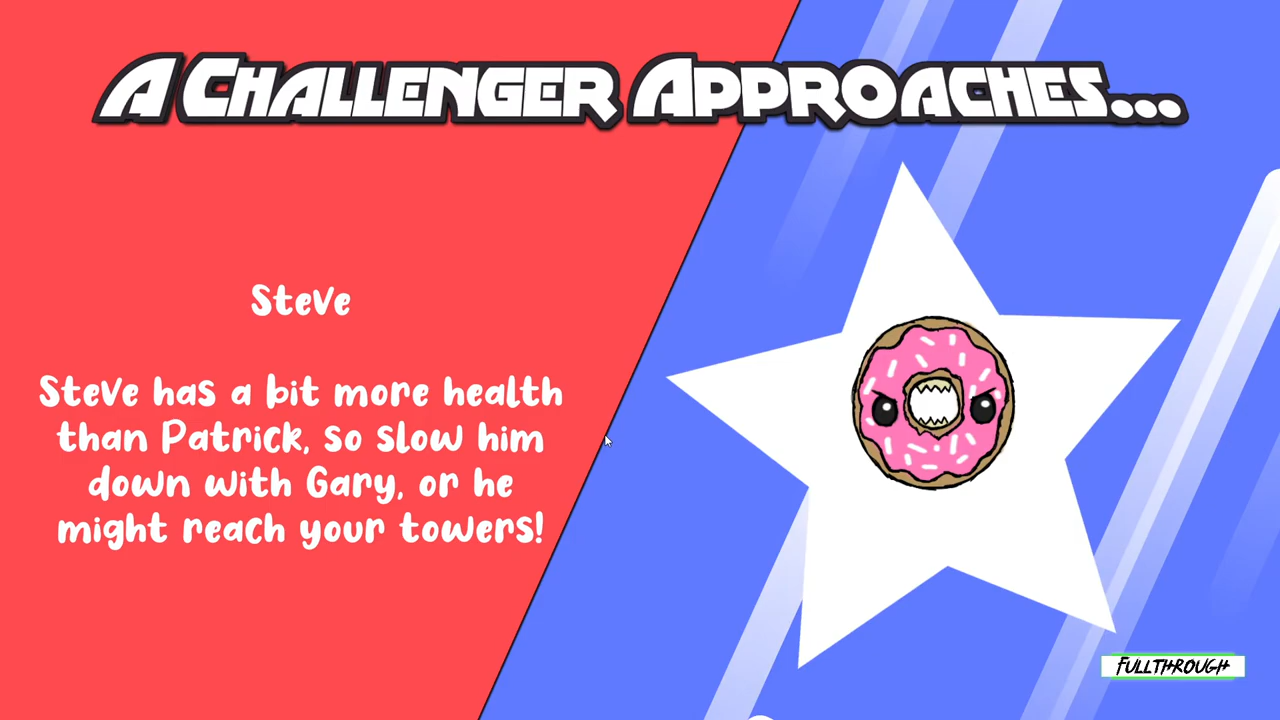 A Challenger Approaches...
Steve
Steve has a bit more health
than Patrick, so slow him
down with Gary, or he
might reach your towers!
FULLTHROUGH